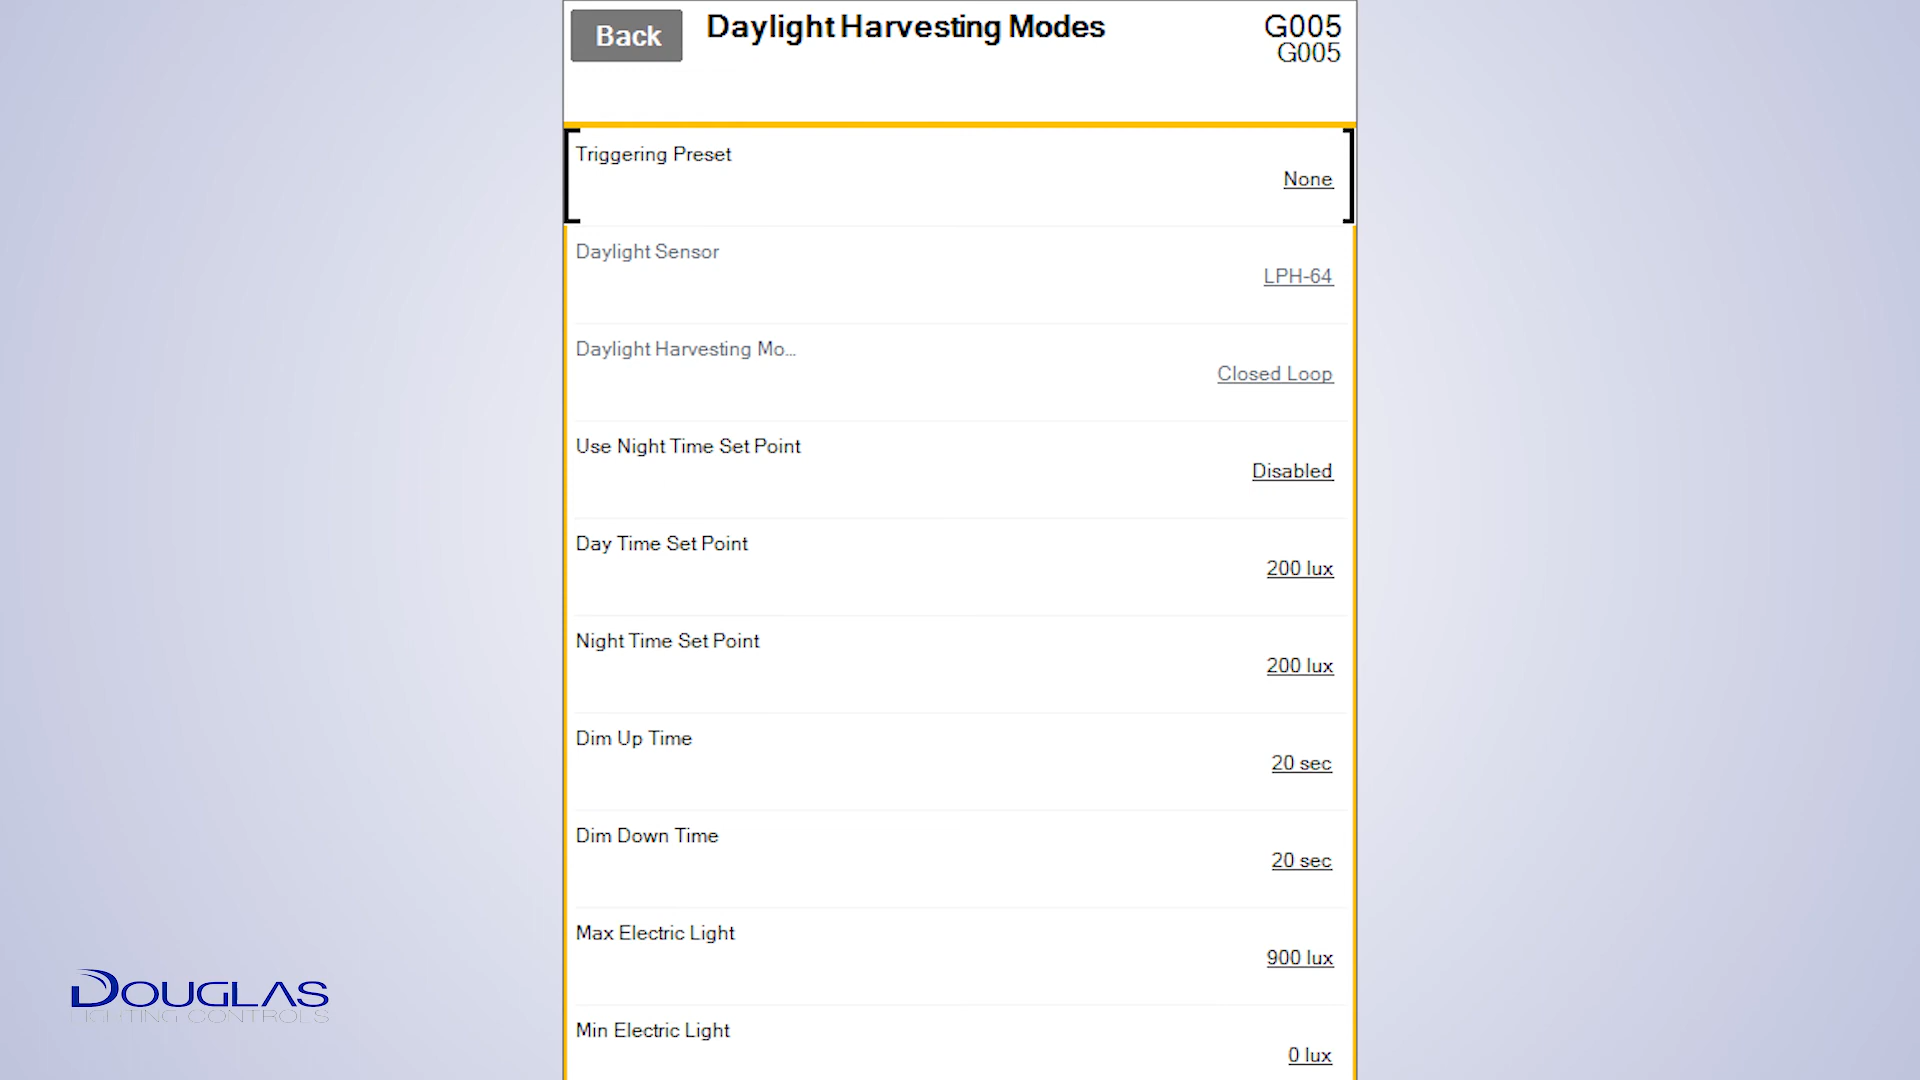 Back
Daylight Harvesting Modes
G005
G005
Triggering Preset
None
Daylight Sensor
LPH-64
Daylight Harvesting Mo...
Closed Loop
Use Night Time Set Point
Disabled
Day Time Set Point
200 lux
Night Time Set Point
200 lux
Dim Up Time
20 sec
Dim Down Time
20 sec
Max Electric Light
900 lux
Min Electric Light
0 lux
DOUGLAS
LIGHTING CONTROLS